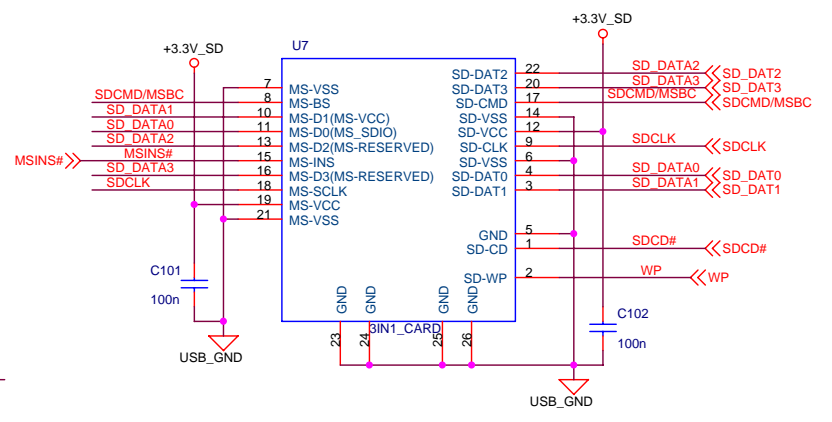 +3.3V_SD
+3.3V_SD
U7
7 MS-VSS
SDCMD/MSBC 8 MS-BS
SD_DATA1 10 MS-D1(MS-VCC)
SD_DATA0 11 MS-D0(MS_SDIO)
SD_DATA2 13 MS-D2(MS-RESERVED)
MSINS# MSINS# 15 MS-INS
SD_DATA3 16 MS-D3(MS-RESERVED)
SDCLK 18 MS-SCLK
19 MS-VCC
21 MS-VSS
SD-DAT2 22 SD_DATA2 SD_DAT2
SD-DAT3 20 SD_DATA3 SD_DAT3
SD-CMD 17 SDCMD/MSBC SDCMD/MSBC
SD-VSS 14
SD-VCC 12
SD-CLK 9 SDCLK SDCLK
SD-VSS 6
SD-DAT0 4 SD_DATA0 SD_DAT0
SD-DAT1 3 SD_DATA1 SD_DAT1
GND 5
SD-CD 1 SDCD# SDCD#
SD-WP 2 WP WP
C101
100n
GND GND GND GND
23 24 25 26
3IN1_CARD
C102
100n
USB_GND
USB_GND